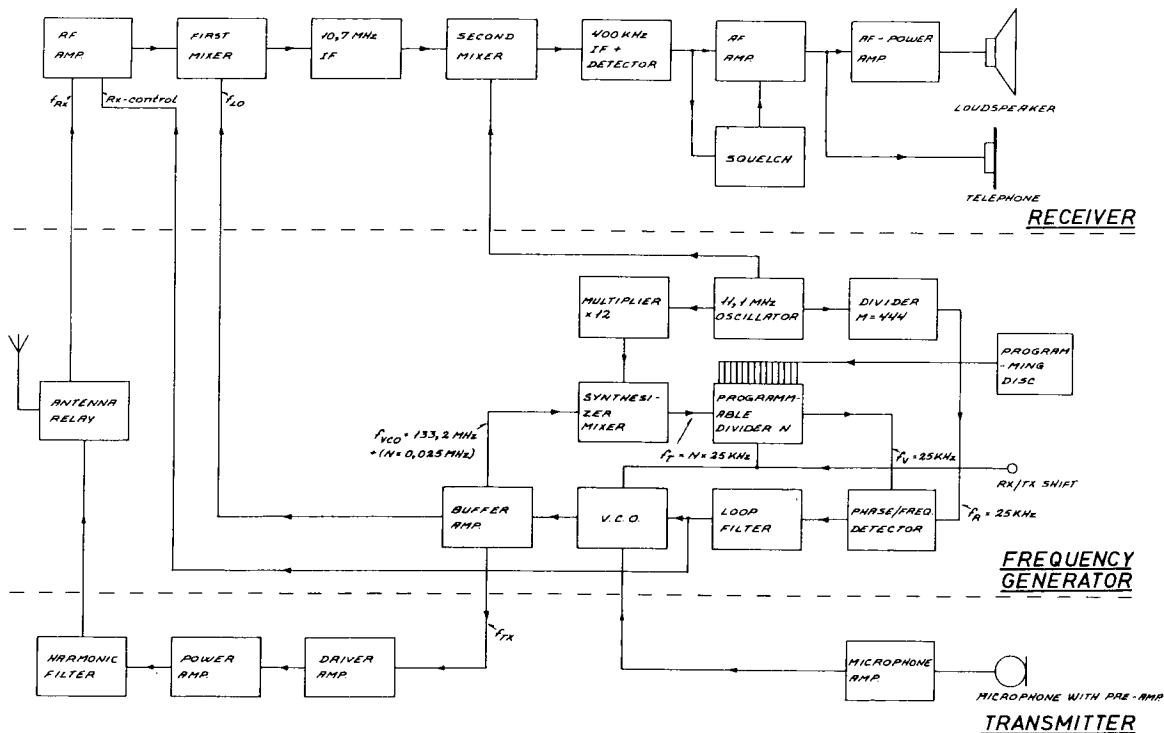 RF
AMP.
FIRST
MIXER
10,7 MHz
IF
SECOND
MIXER
400 KHz
IF +
DETECTOR
AF
AMP.
AF-POWER
AMP.
LOUDSPEAKER
fRx
Rx-control
fLO
SQUELCH
TELEPHONE
RECEIVER
MULTIPLIER
×12
11,1 MHz
OSCILLATOR
DIVIDER
M=444
PROGRAM-
-MING
DISC
ANTENNA
RELAY
SYNTHESI-
ZER
MIXER
PROGRAMM-
ABLE
DIVIDER N
fVCO = 133,2 MHz
+(N×0,025 MHz)
fT = N×25 KHz
fV = 25 KHz
RX/TX SHIFT
BUFFER
AMP.
V.C.O.
LOOP
FILTER
PHASE/FREQ.
DETECTOR
fR = 25 KHz
FREQUENCY
GENERATOR
fTX
HARMONIC
FILTER
POWER
AMP.
DRIVER
AMP.
MICROPHONE
AMP.
MICROPHONE WITH PRE-AMP.
TRANSMITTER